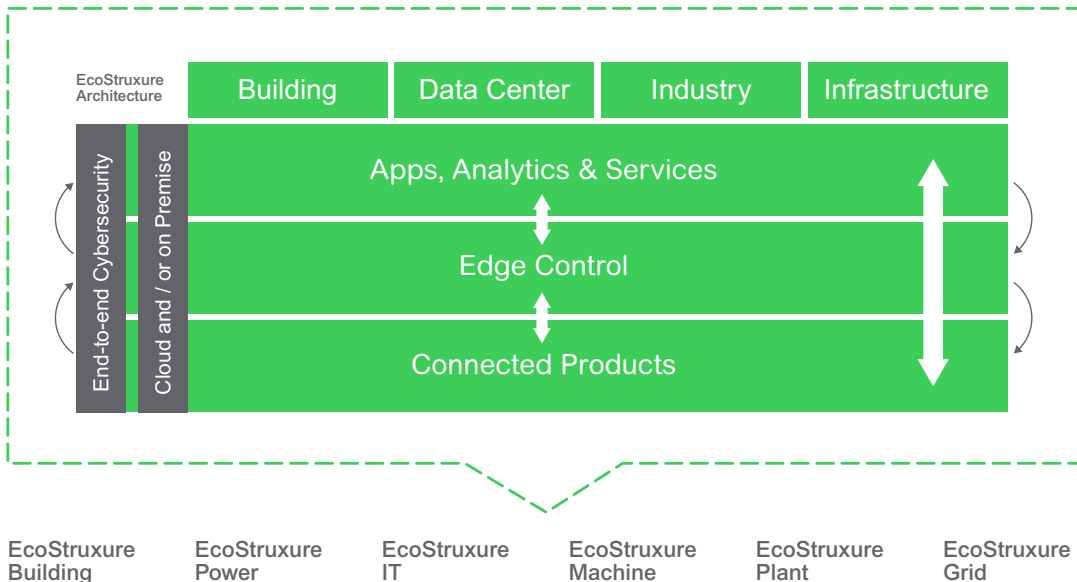 EcoStruxure
Architecture
Building
Data Center
Industry
Infrastructure
End-to-end Cybersecurity
Cloud and / or on Premise
Apps, Analytics & Services
Edge Control
Connected Products
EcoStruxure
Building
EcoStruxure
Power
EcoStruxure
IT
EcoStruxure
Machine
EcoStruxure
Plant
EcoStruxure
Grid